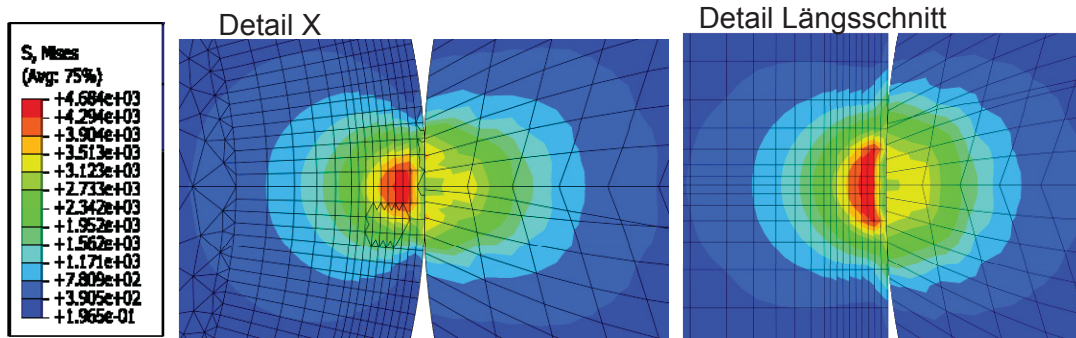 Detail X
Detail Längsschnitt
S, Mises
(Avg: 75%)
+4.684e+03
+4.294e+03
+3.904e+03
+3.513e+03
+3.123e+03
+2.733e+03
+2.342e+03
+1.952e+03
+1.562e+03
+1.171e+03
+7.809e+02
+3.905e+02
+1.965e-01